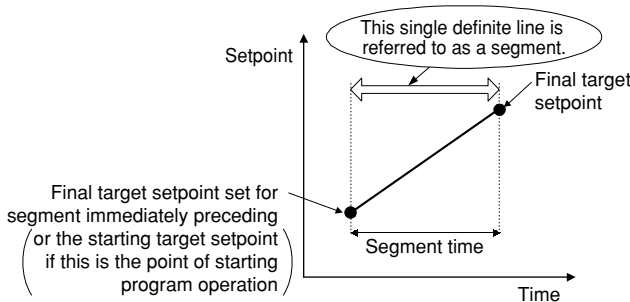 This single definite line is
referred to as a segment.
Setpoint
Final target
setpoint
Final target setpoint set for
segment immediately preceding
or the starting target setpoint
if this is the point of starting
program operation
Segment time
Time